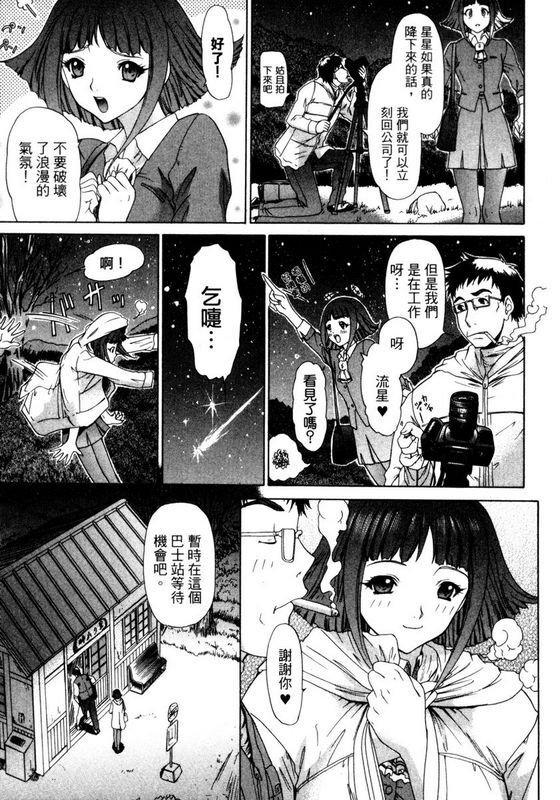 星星如果真的
降下來的話，
我們就可以立
刻回公司了！
姑且拍
下來吧
好了！
不要破壞
了浪漫的
氣氛！
但是我們
是在工作
呀…
呀
流星♥
看見了嗎？
乞嚏…
啊！
謝謝你♥
暫時在這個
巴士站等待
機會吧。